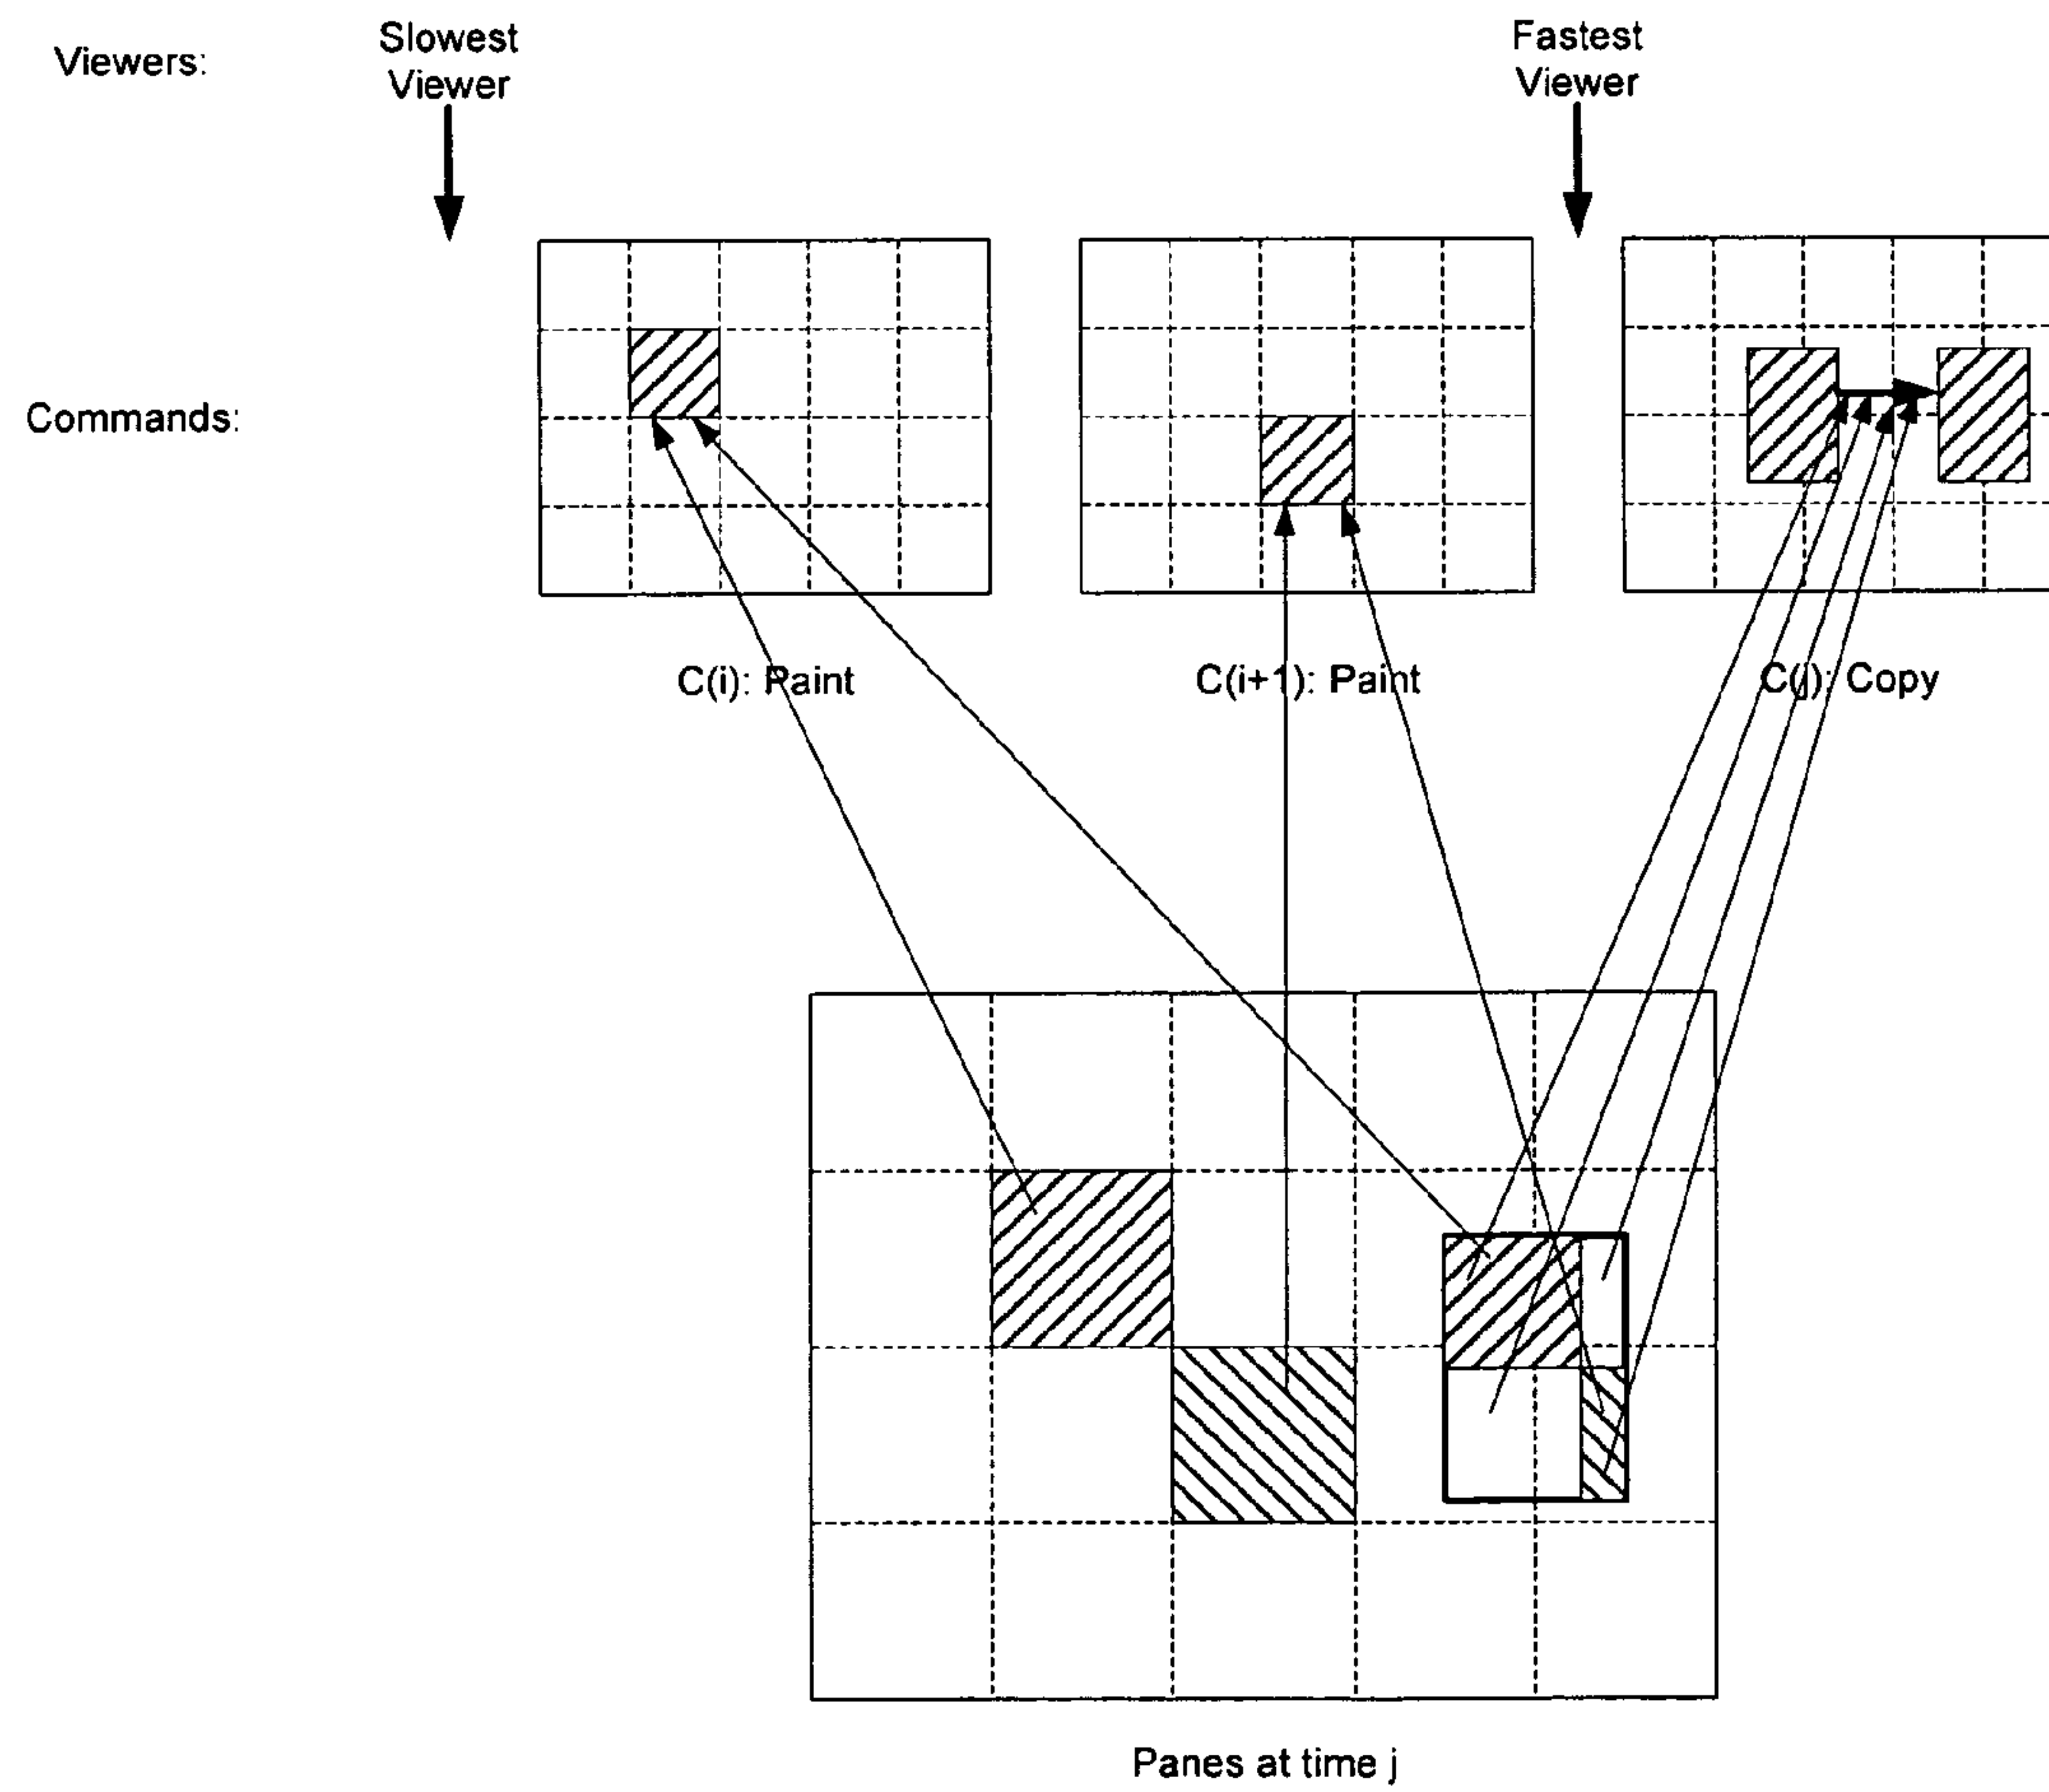 Viewers:
Slowest
Viewer
Fastest
Viewer
Commands:
C(i): Paint
C(i+1): Paint
C(j): Copy
Panes at time j